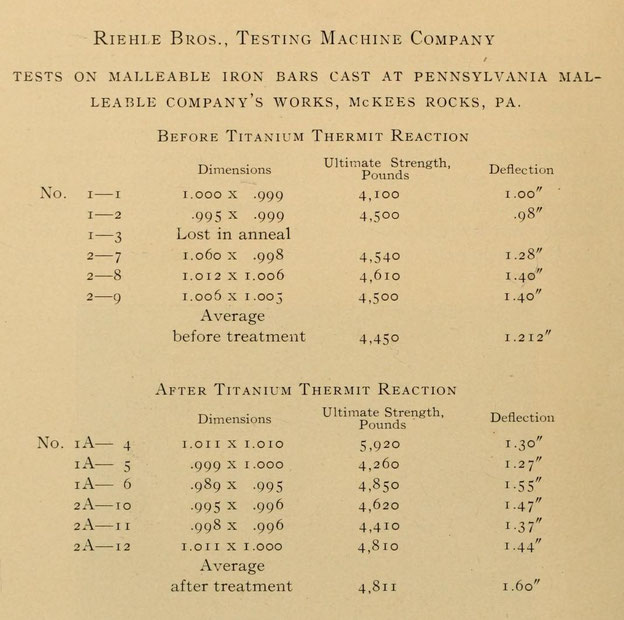 Riehle Bros., Testing Machine Company
TESTS ON MALLEABLE IRON BARS CAST AT PENNSYLVANIA MAL-
LEABLE COMPANY'S WORKS, McKEES ROCKS, PA.
Before Titanium Thermit Reaction
Dimensions Ultimate Strength, Pounds Deflection
No. 1—1 1.000 x .999 4,100 1.00″
1—2 .995 x .999 4,500 .98″
1—3 Lost in anneal
2—7 1.060 x .998 4,540 1.28″
2—8 1.012 x 1.006 4,610 1.40″
2—9 1.006 x 1.005 4,500 1.40″
Average
before treatment 4,450 1.212″
After Titanium Thermit Reaction
Dimensions Ultimate Strength, Pounds Deflection
No. 1A— 4 1.011 x 1.010 5,920 1.30″
1A— 5 .999 x 1.000 4,260 1.27″
1A— 6 .989 x .995 4,850 1.55″
2A—10 .995 x .996 4,620 1.47″
2A—11 .998 x .996 4,410 1.37″
2A—12 1.011 x 1.000 4,810 1.44″
Average
after treatment 4,811 1.60″